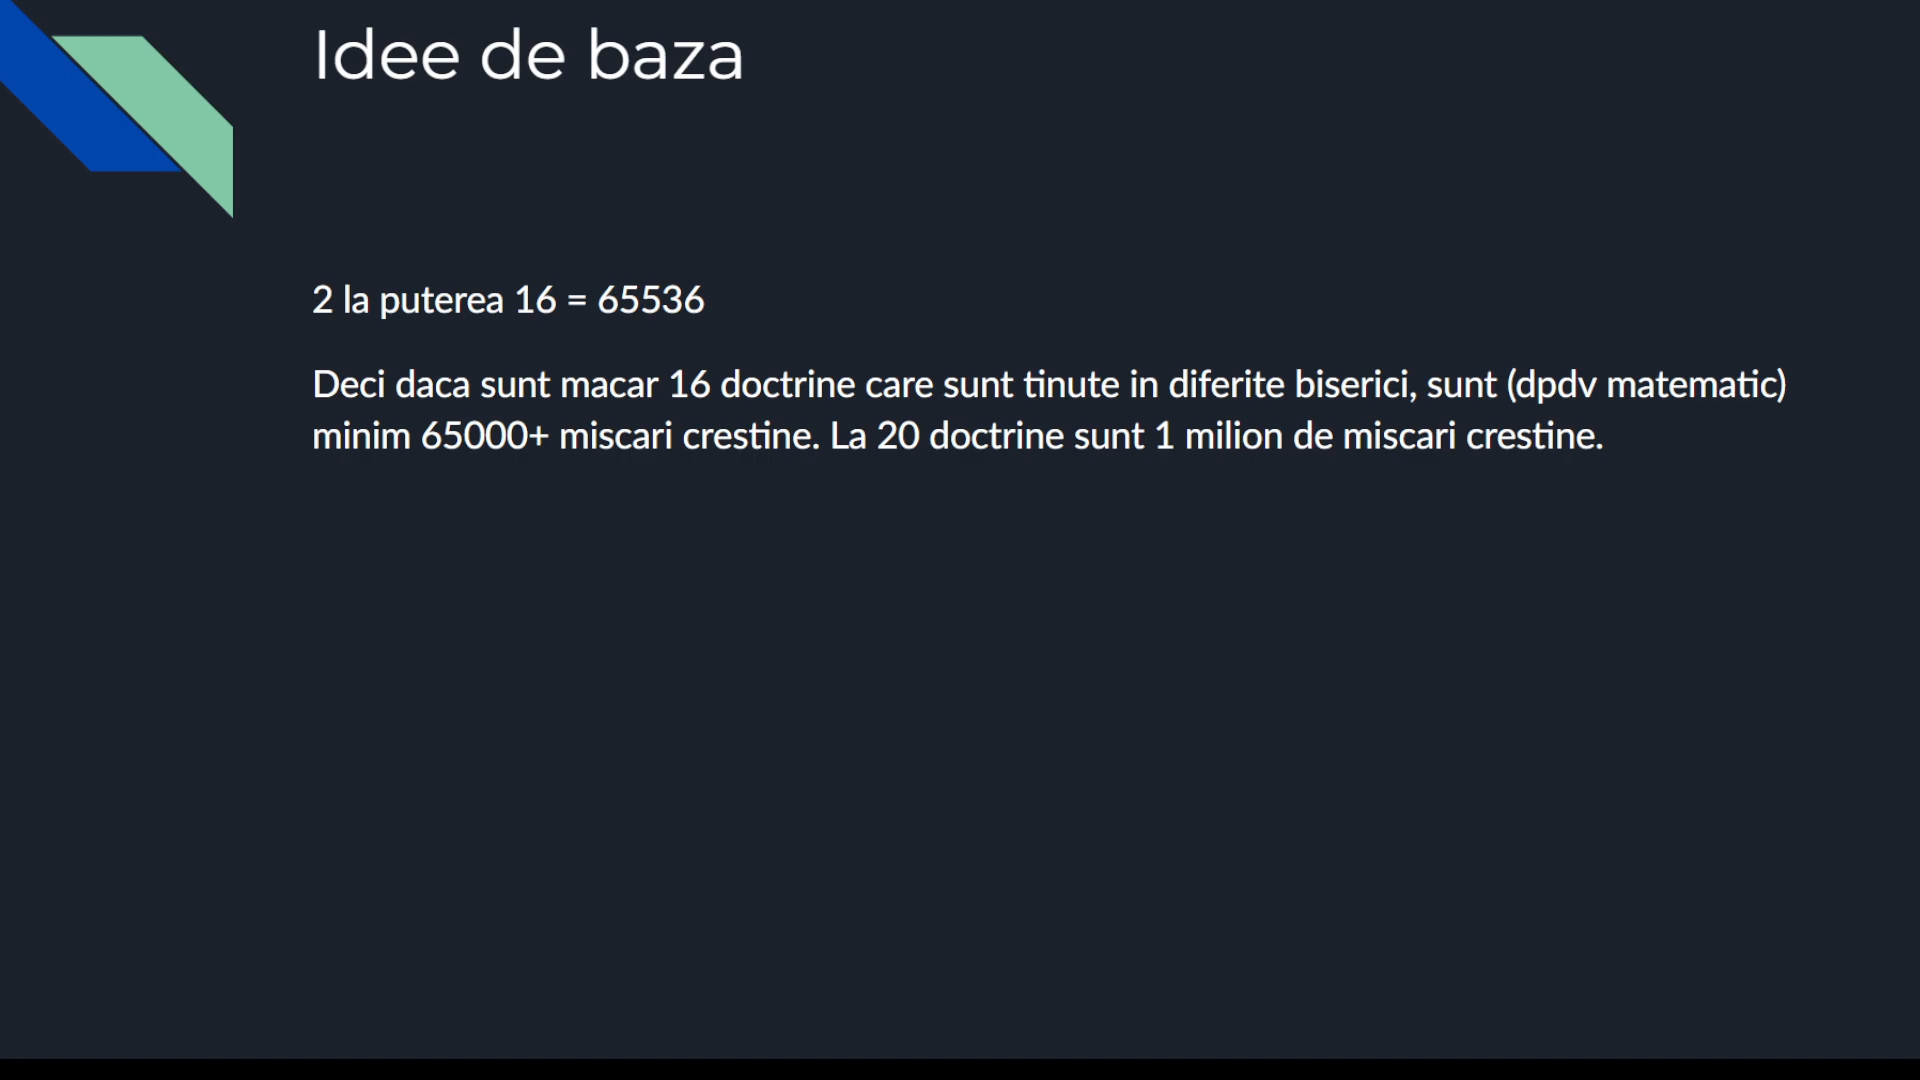 Idee de baza
2 la puterea 16 = 65536
Deci daca sunt macar 16 doctrine care sunt tinute in diferite biserici, sunt (dpdv matematic)
minim 65000+ miscari crestine. La 20 doctrine sunt 1 milion de miscari crestine.